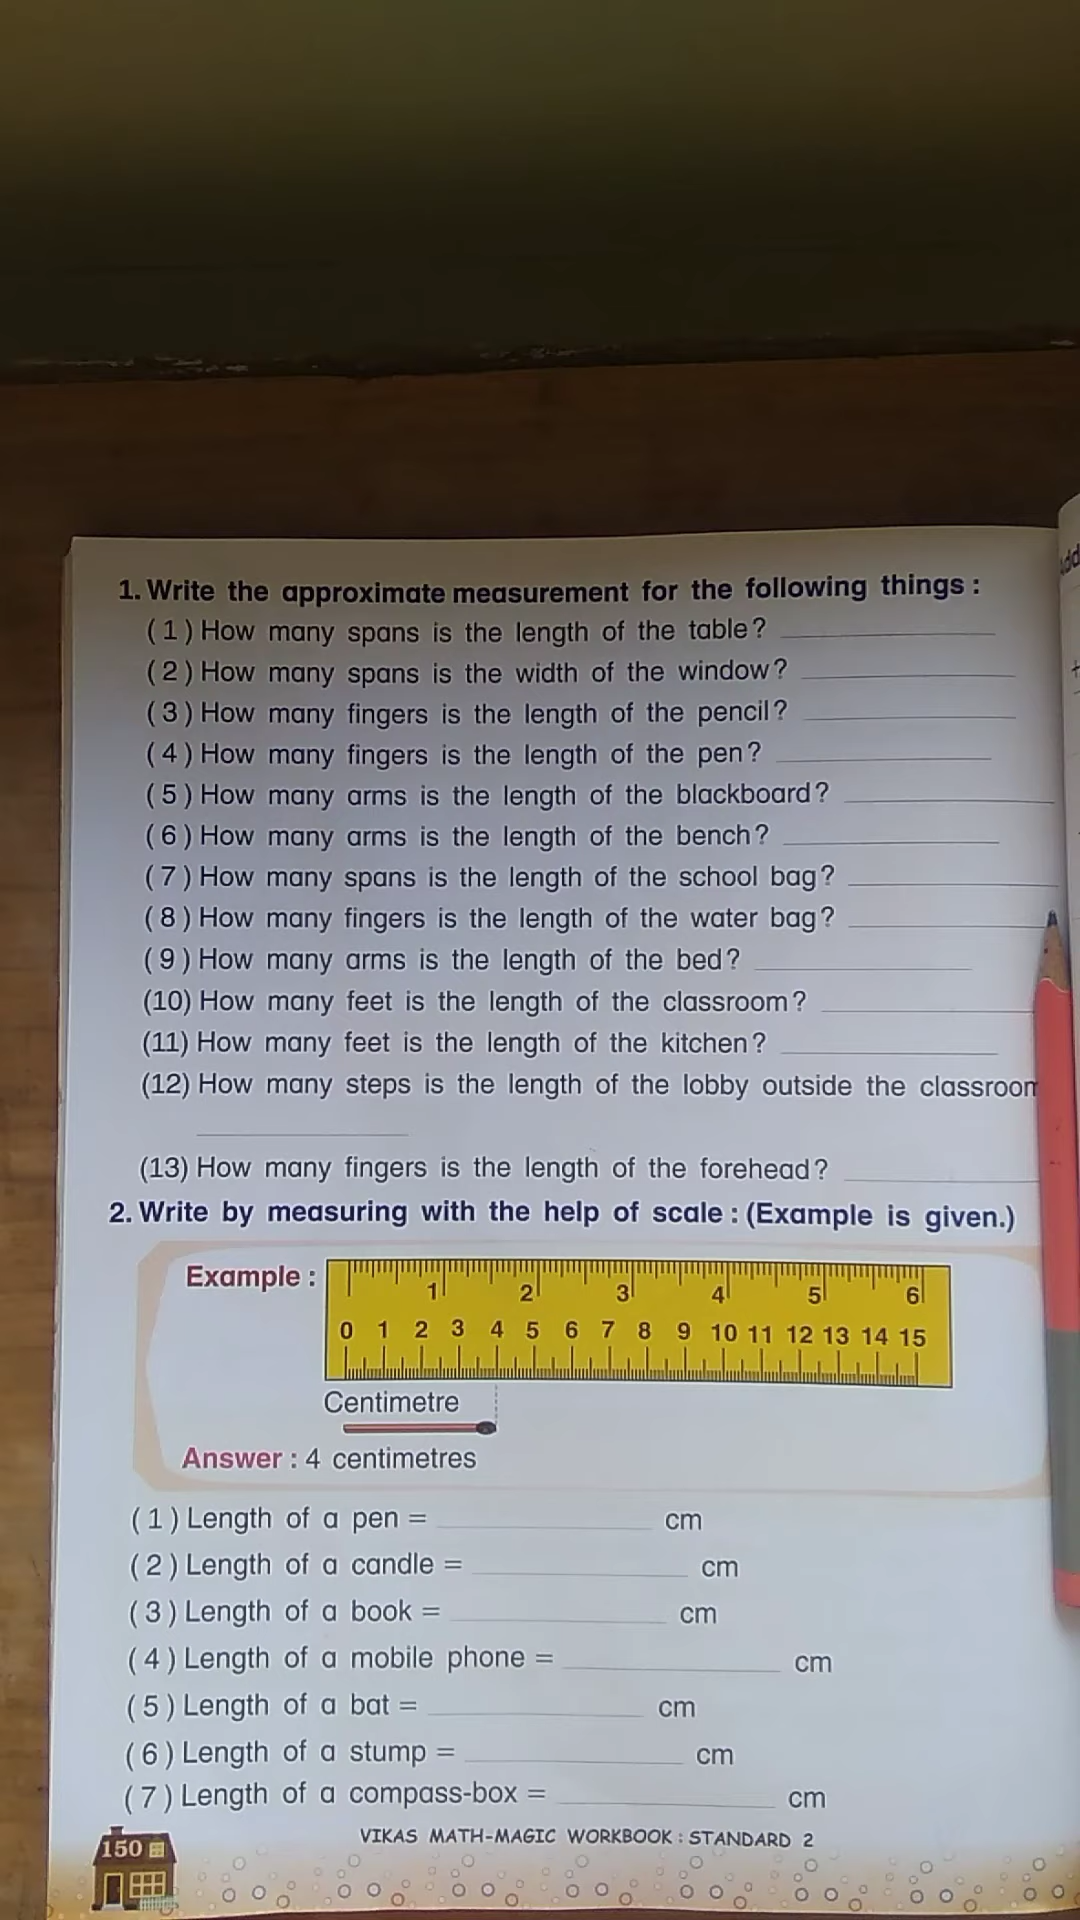 1. Write the approximate measurement for the following things :
(1) How many spans is the length of the table?
(2) How many spans is the width of the window?
(3) How many fingers is the length of the pencil?
(4) How many fingers is the length of the pen?
(5) How many arms is the length of the blackboard?
(6) How many arms is the length of the bench?
(7) How many spans is the length of the school bag?
(8) How many fingers is the length of the water bag?
(9) How many arms is the length of the bed?
(10) How many feet is the length of the classroom?
(11) How many feet is the length of the kitchen?
(12) How many steps is the length of the lobby outside the
(13) How many fingers is the length of the forehead?
2. Write by measuring with the help of scale : (Example is given.)
Example :
1 2 3 4 5 6
0 1 2 3 4 5 6 7 8 9 10 11 12 13 14 15
Centimetre
Answer : 4 centimetres
(1) Length of a pen = cm
(2) Length of a candle = cm
(3) Length of a book = cm
(4) Length of a mobile phone = cm
(5) Length of a bat = cm
(6) Length of a stump = cm
(7) Length of a compass-box = cm
150
VIKAS MATH-MAGIC WORKBOOK : STANDARD 2